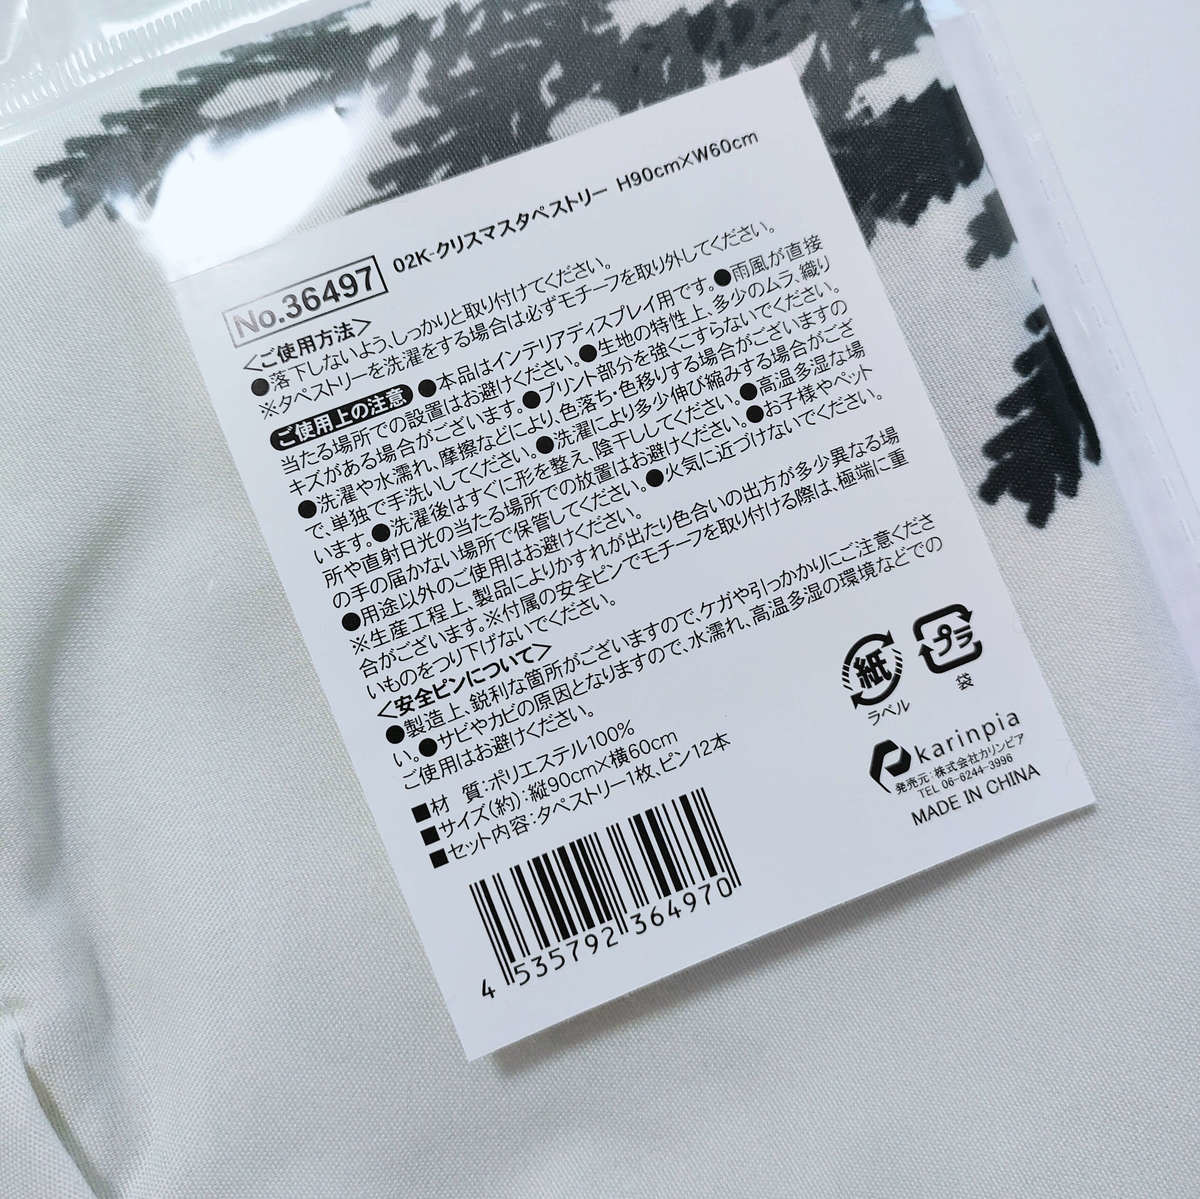 No.36497 02K-クリスマスタペストリー H90cm×W60cm
<ご使用方法>
●落下しないよう、しっかりと取り付けてください。
※タペストリーを洗濯をする場合は必ずモチーフを取り外してください。
ご使用上の注意 ●本品はインテリアディスプレイ用です。●雨風が直接
当たる場所での設置はお避けください。●生地の特性上、多少のムラ、織り
キズがある場合がございます。●プリント部分を強くこすらないでください。
●洗濯や水濡れ、摩擦などにより、色落ち・色移りする場合がございますの
で、単独で手洗いしてください。●洗濯により多少伸び縮みする場合がござ
います。●洗濯後はすぐに形を整え、陰干ししてください。●高温多湿な場
所や直射日光の当たる場所での放置はお避けください。●お子様やペット
の手の届かない場所で保管してください。●火気に近づけないでください。
●用途以外のご使用はお避けください。
※生産工程上、製品によりかすれが出たり色合いの出方が多少異なる場
合がございます。※付属の安全ピンでモチーフを取り付ける際は、極端に重
いものをつり下げないでください。
<安全ピンについて>
●製造上、鋭利な箇所がございますので、ケガや引っかかりにご注意くださ
い。●サビやカビの原因となりますので、水濡れ、高温多湿の環境などでの
ご使用はお避けください。
■材 質:ポリエステル100%
■サイズ(約):縦90cm×横60cm
■セット内容:タペストリー1枚、ピン12本
紙
ラベル
プラ
袋
karinpia
発売元:株式会社カリンピア
TEL 06-6244-3996
MADE IN CHINA
4 535792 364970